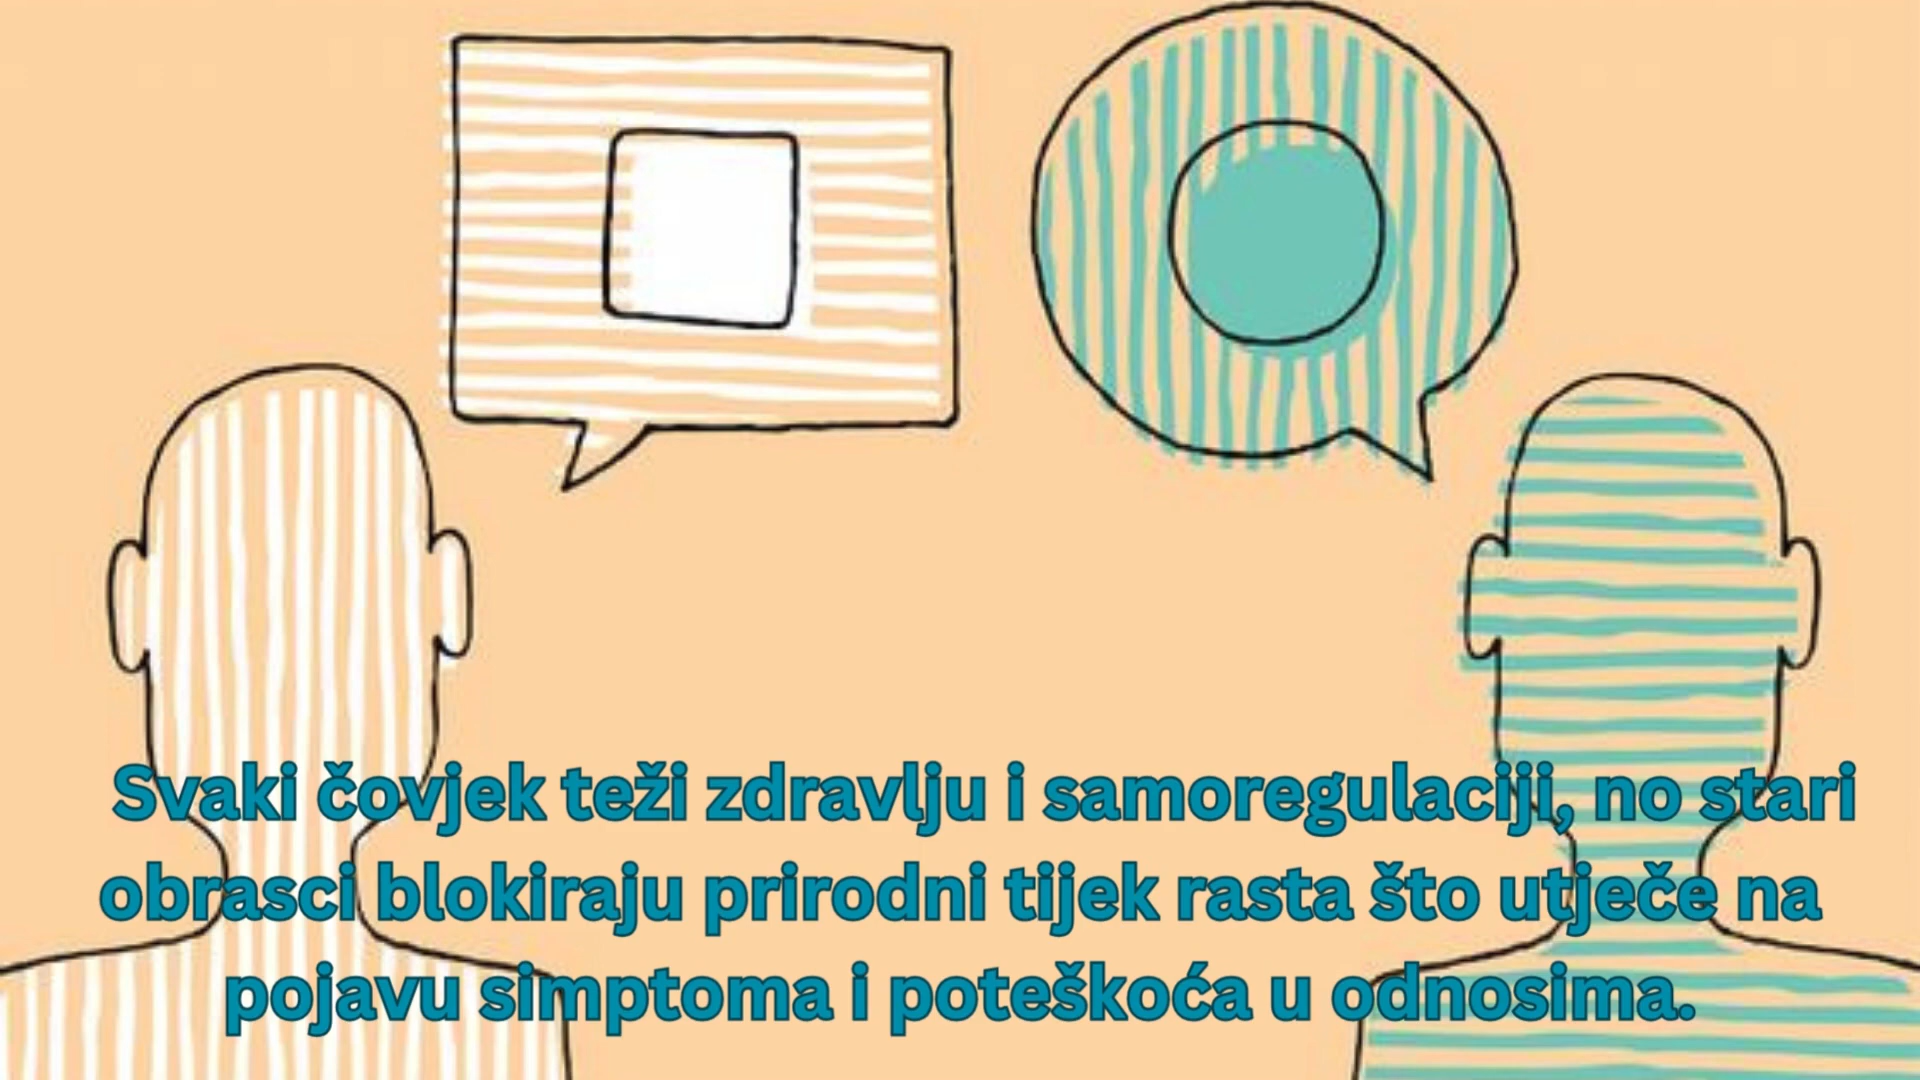 Svaki čovjek teži zdravlju i samoregulaciji, no stari
obrasci blokiraju prirodni tijek rasta što utječe na
pojavu simptoma i poteškoća u odnosima.